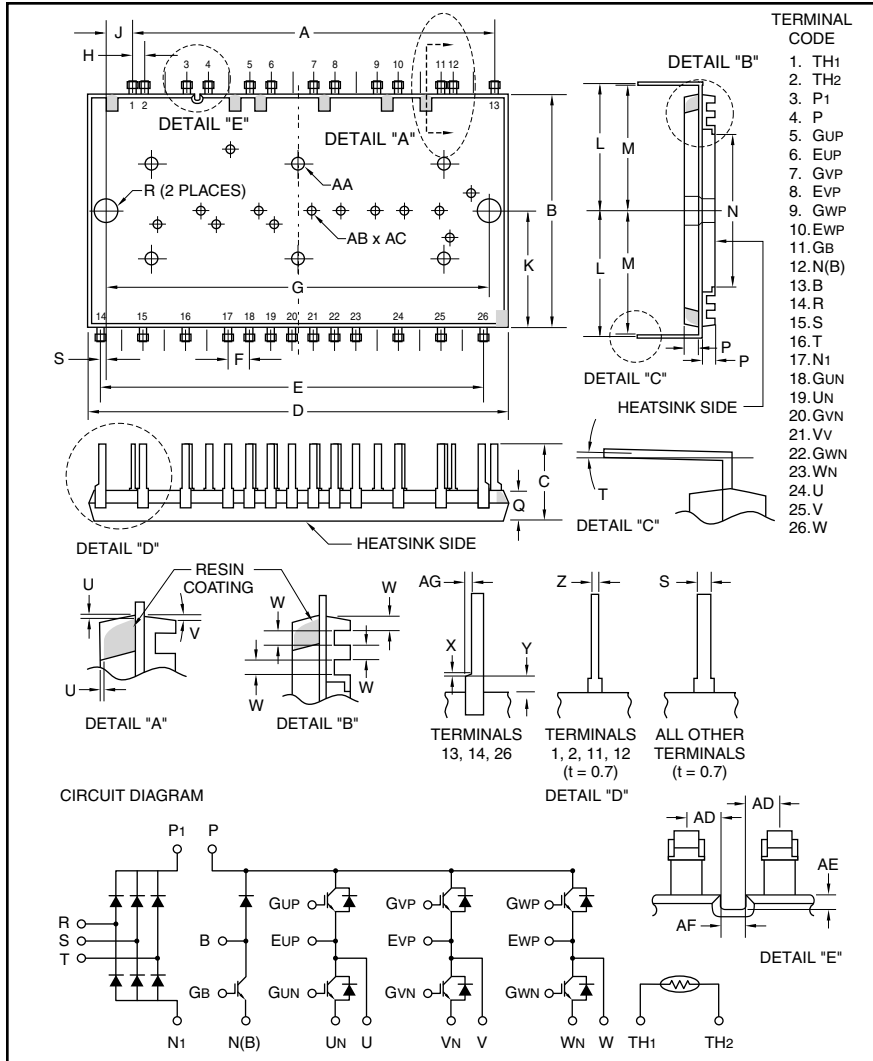 J
A
H
3 4 5 6 7 8 9 10 11 12
1 2
13
DETAIL "E"
DETAIL "A"
R (2 PLACES)
AA
AB x AC
B
K
G
14 15 16 17 18 19 20 21 22 23 24 25 26
S
F
E
D
DETAIL "B"
L
M
N
L
M
P
P
DETAIL "C"
HEATSINK SIDE
TERMINAL
CODE
1. TH1
2. TH2
3. P1
4. P
5. GUP
6. EUP
7. GVP
8. EVP
9. GWP
10. EWP
11. GB
12. N(B)
13. B
14. R
15. S
16. T
17. N1
18. GUN
19. UN
20. GVN
21. VV
22. GWN
23. WN
24. U
25. V
26. W
C
Q
DETAIL "D"
HEATSINK SIDE
T
DETAIL "C"
U
RESIN
COATING
V
U
DETAIL "A"
W
W
W
W
DETAIL "B"
AG
X
Y
TERMINALS
13, 14, 26
Z
TERMINALS
1, 2, 11, 12
(t = 0.7)
S
ALL OTHER
TERMINALS
(t = 0.7)
DETAIL "D"
AD
AD
AE
AF
DETAIL "E"
CIRCUIT DIAGRAM
P1 P
R
S
T
B
GB
GUP
EUP
GUN
GVP
EVP
GVN
GWP
EWP
GWN
N1 N(B) UN U VN V WN W TH1 TH2